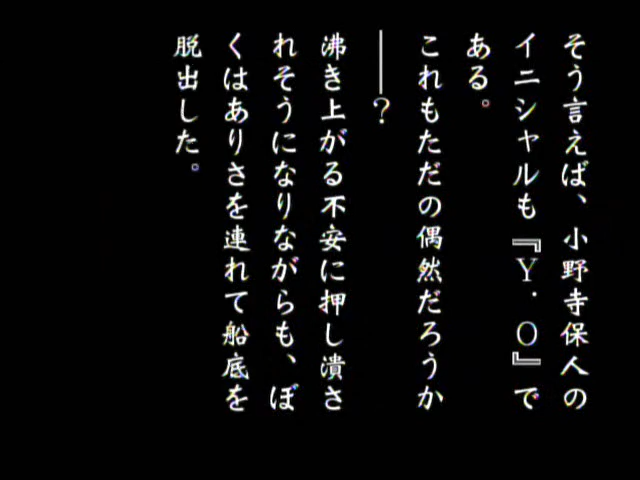 そう言えば、小野寺保人の
イニシャルも『Ｙ．Ｏ』で
ある。
これもただの偶然だろうか
――？
沸き上がる不安に押し潰さ
れそうになりながらも、ぼ
くはありさを連れて船底を
脱出した。